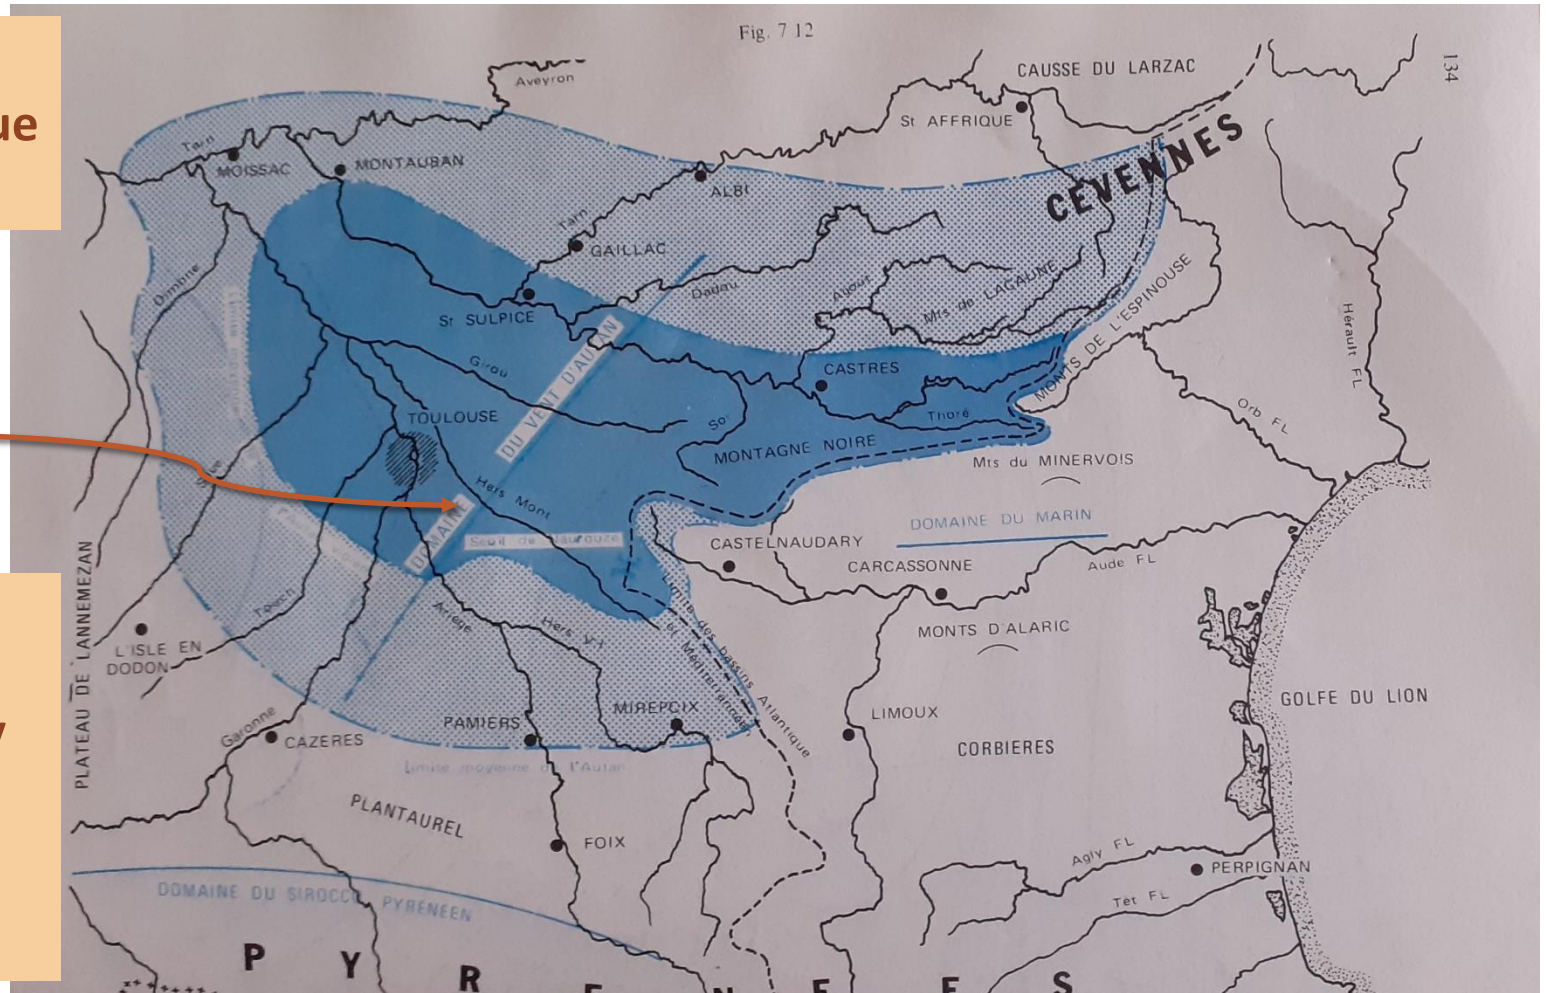 Fig. 7 12
134
ue
Aveyron
CAUSSE DU LARZAC
St AFFRIQUE
CEVENNES
Tarn
MOISSAC
MONTAUBAN
ALBI
Tarn
GAILLAC
Dadou
Agout
Mts de LACAUNE
MONTS DE L'ESPINOUSE
Hérault FL
St SULPICE
Girou
DOMAINE DU VENT D'AUTAN
CASTRES
Thoré
Orb FL
TOULOUSE
Sor
MONTAGNE NOIRE
Mts du MINERVOIS
Hers Mort
DOMAINE DU MARIN
Seuil de Naurouze
CASTELNAUDARY
CARCASSONNE
Aude FL
PLATEAU DE LANNEMEZAN
Touch
Ariège
Hers Vif
Limite des bassins Atlantique
et Méditerranéen
L'ISLE EN
DODON
MONTS D'ALARIC
GOLFE DU LION
Garonne
CAZERES
PAMIERS
MIREPOIX
LIMOUX
CORBIERES
Limite moyenne de l'Autan
PLANTAUREL
FOIX
Agly FL
PERPIGNAN
Têt FL
DOMAINE DU SIROCCO PYRENEEN
PYRENEES